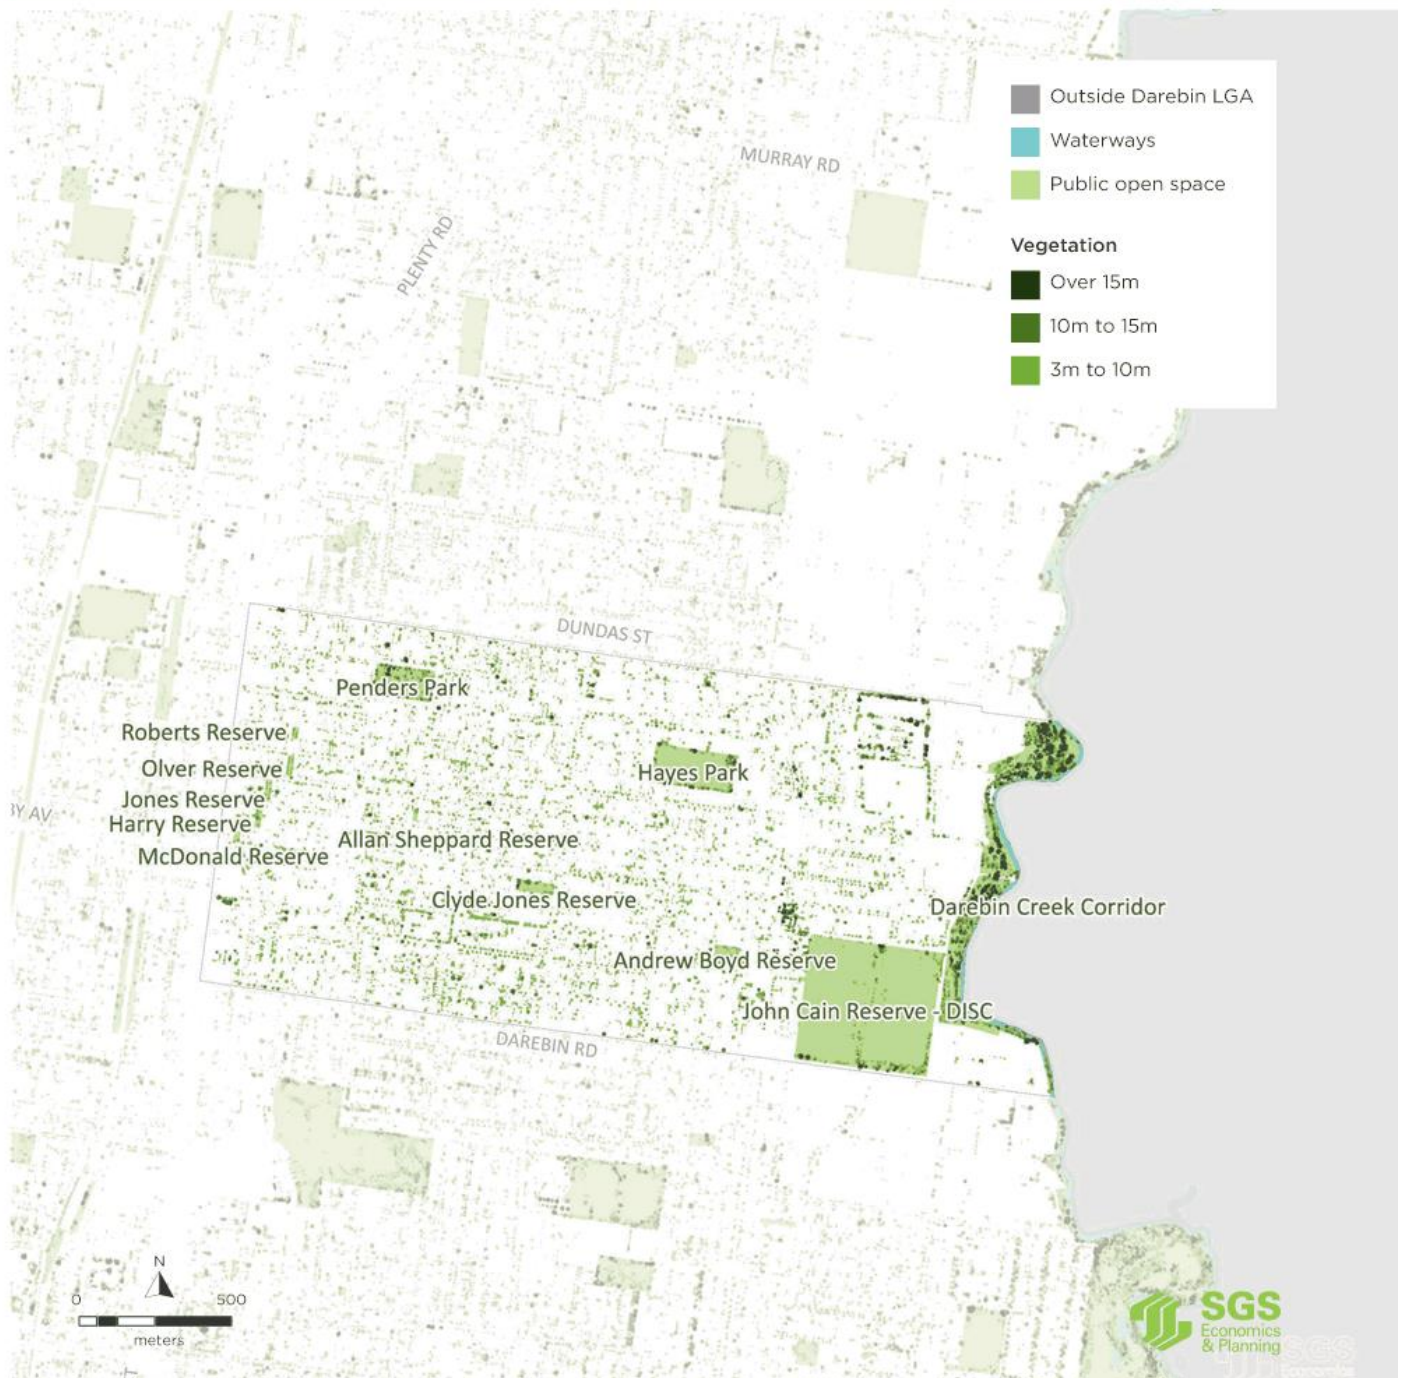 Outside Darebin LGA
Waterways
Public open space
Vegetation
Over 15m
10m to 15m
3m to 10m
MURRAY RD
PLENTY RD
DUNDAS ST
Penders Park
Roberts Reserve
Olver Reserve
Hayes Park
Jones Reserve
BY AV
Harry Reserve
Allan Sheppard Reserve
McDonald Reserve
Clyde Jones Reserve
Darebin Creek Corridor
Andrew Boyd Reserve
John Cain Reserve - DISC
DAREBIN RD
N
0 500
meters
SGS
Economics
& Planning
SGS